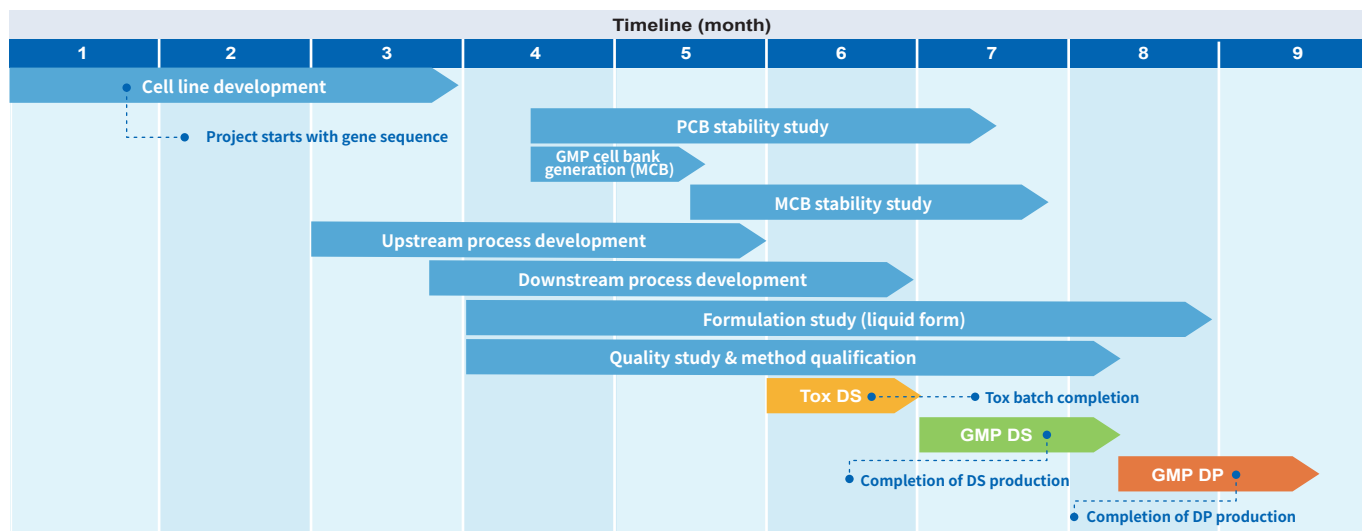 Timeline (month)
1 2 3 4 5 6 7 8 9
Cell line development
Project starts with gene sequence
PCB stability study
GMP cell bank
generation (MCB)
MCB stability study
Upstream process development
Downstream process development
Formulation study (liquid form)
Quality study & method qualification
Tox DS
Tox batch completion
GMP DS
Completion of DS production
GMP DP
Completion of DP production